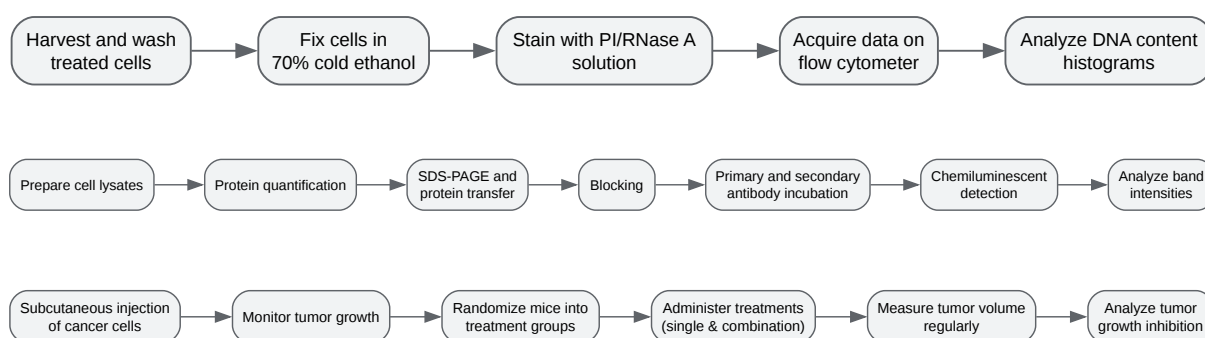 Harvest and wash
treated cells
Fix cells in
70% cold ethanol
Stain with PI/RNase A
solution
Acquire data on
flow cytometer
Analyze DNA content
histograms
Prepare cell lysates
Protein quantification
SDS-PAGE and
protein transfer
Blocking
Primary and secondary
antibody incubation
Chemiluminescent
detection
Analyze band
intensities
Subcutaneous injection
of cancer cells
Monitor tumor growth
Randomize mice into
treatment groups
Administer treatments
(single & combination)
Measure tumor volume
regularly
Analyze tumor
growth inhibition